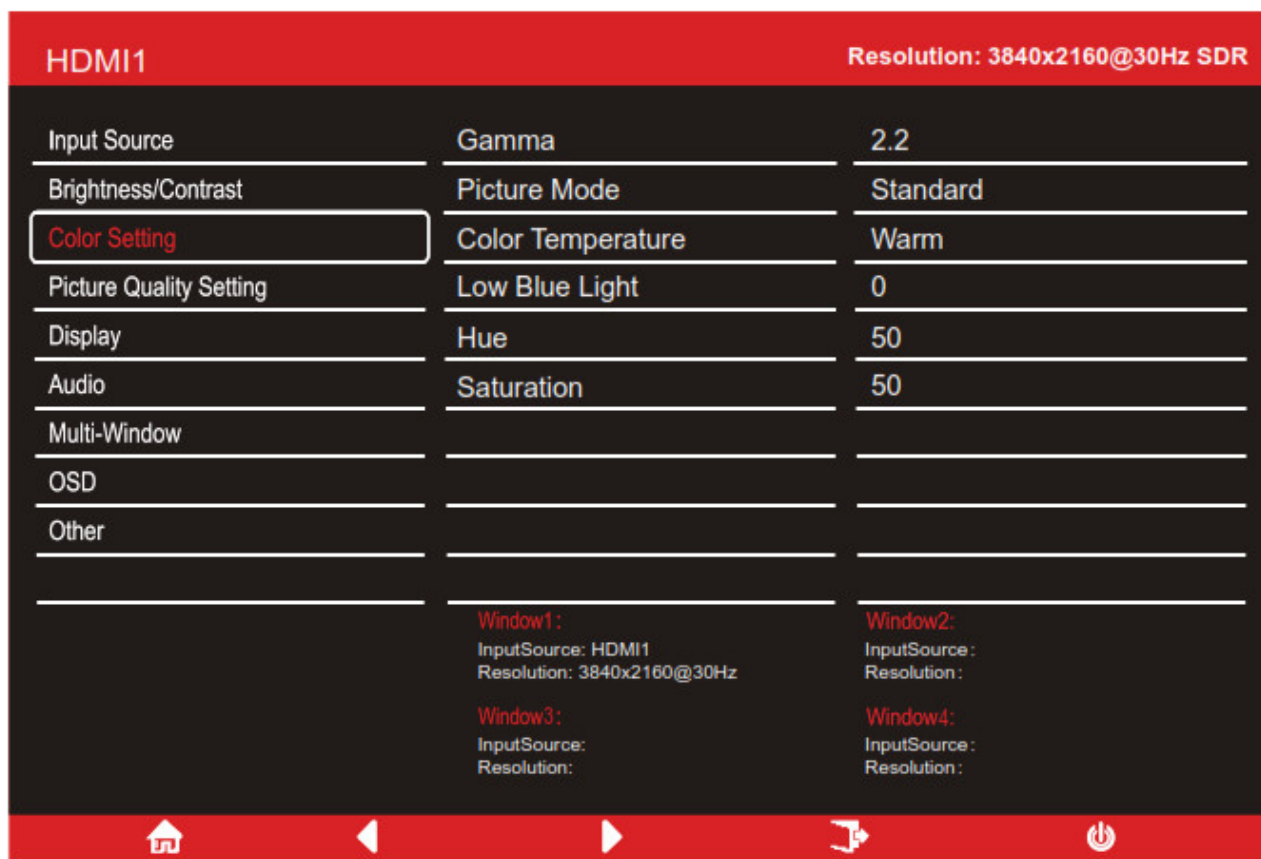 HDMI1 Resolution: 3840x2160@30Hz SDR
Input Source Gamma 2.2
Brightness/Contrast Picture Mode Standard
Color Setting Color Temperature Warm
Picture Quality Setting Low Blue Light 0
Display Hue 50
Audio Saturation 50
Multi-Window
OSD
Other
Window1: Window2:
InputSource: HDMI1 InputSource:
Resolution: 3840x2160@30Hz Resolution:
Window3: Window4:
InputSource: InputSource:
Resolution: Resolution: